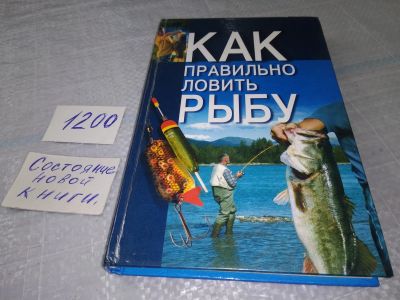 КАК
ПРАВИЛЬНО
ЛОВИТЬ
РЫБУ
1200
Состояние
новой
книги.